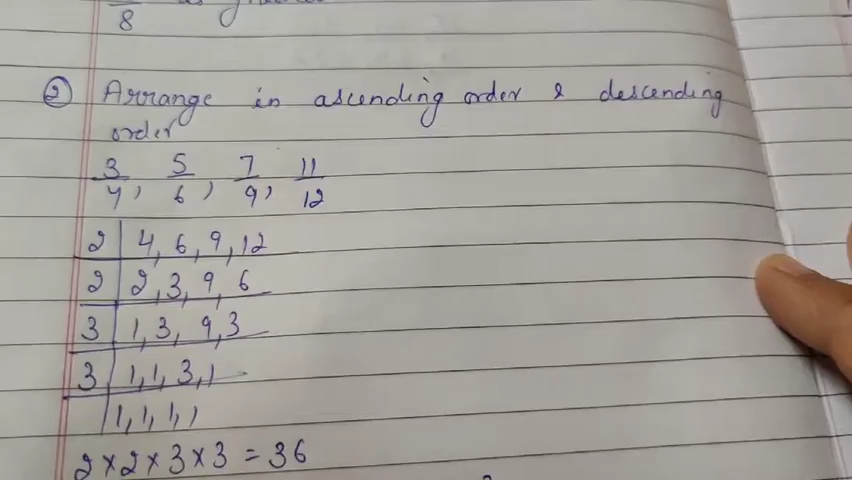 8
② Arrange in ascending order & descending
order
3/4, 5/6, 7/9, 11/12
2 | 4, 6, 9, 12
2 | 2, 3, 9, 6
3 | 1, 3, 9, 3
3 | 1, 1, 3, 1
| 1, 1, 1, 1
2 × 2 × 3 × 3 = 36